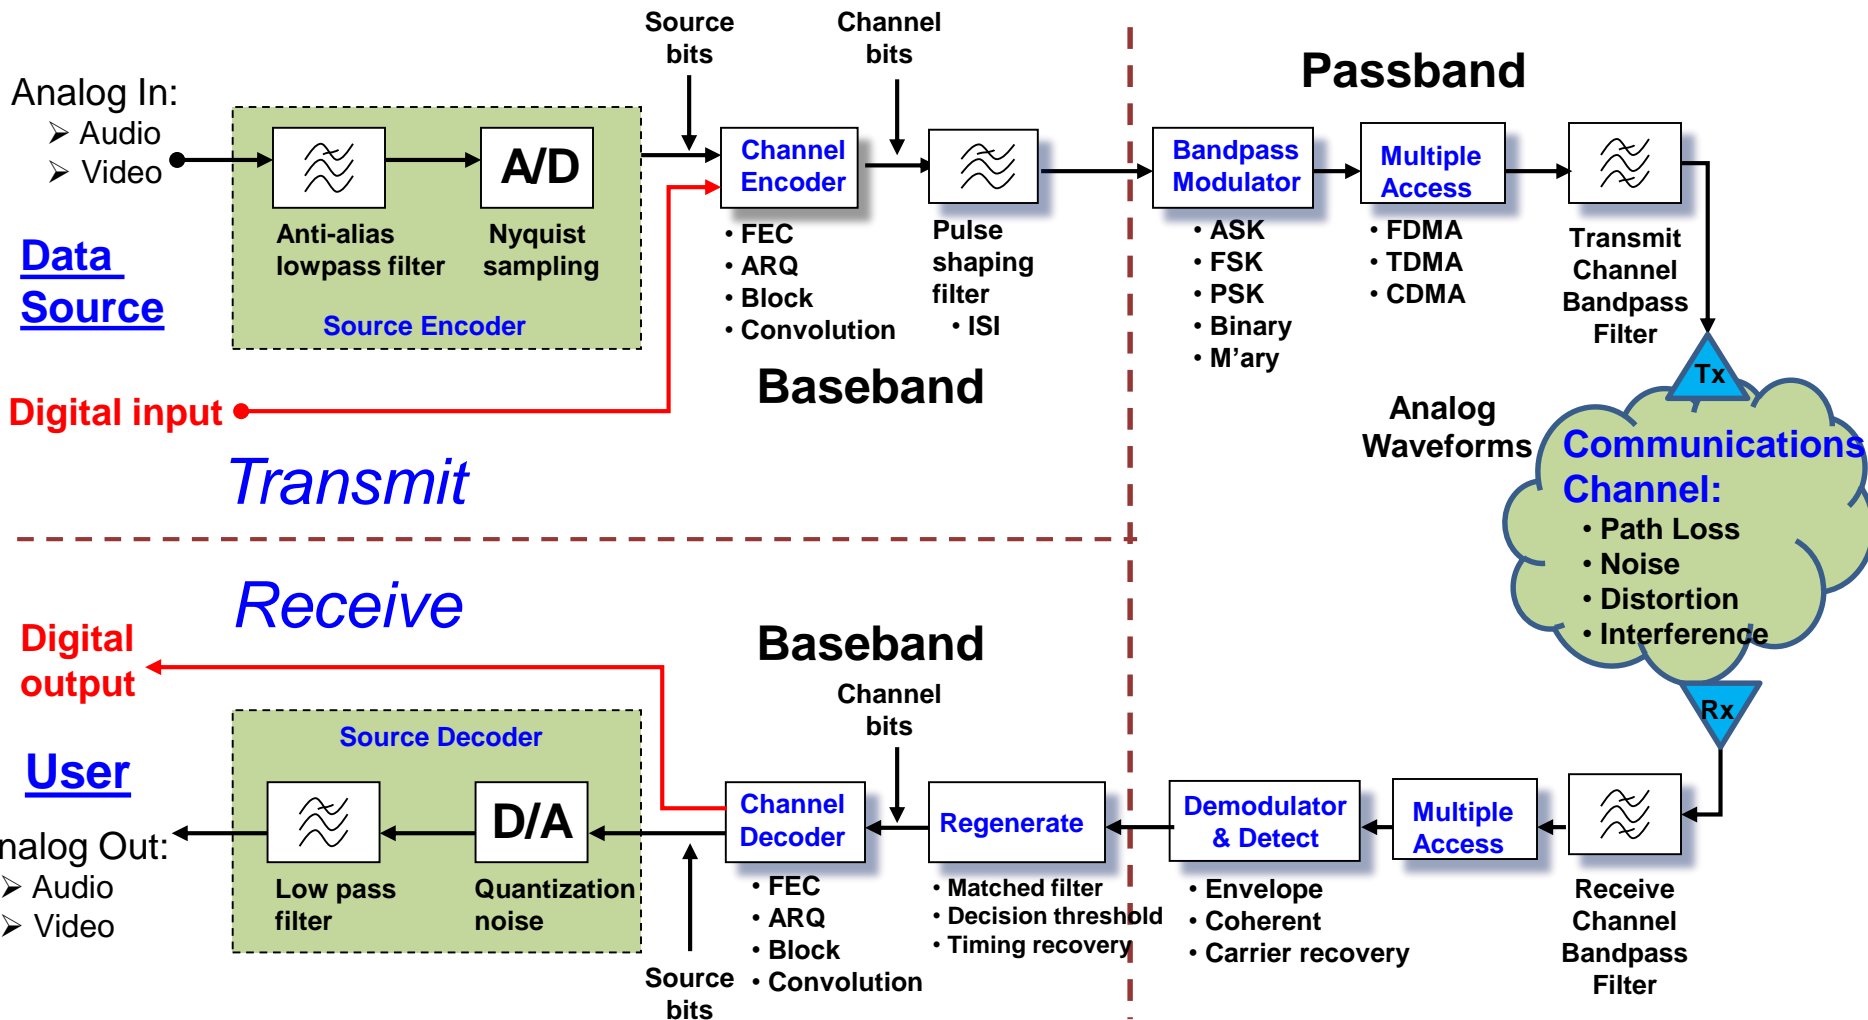 Source
bits
Channel
bits
Passband
Analog In:
➢ Audio
➢ Video
A/D
Anti-alias
lowpass filter
Nyquist
sampling
Source Encoder
Data
Source
Channel
Encoder
• FEC
• ARQ
• Block
• Convolution
Pulse
shaping
filter
• ISI
Baseband
Bandpass
Modulator
• ASK
• FSK
• PSK
• Binary
• M'ary
Multiple
Access
• FDMA
• TDMA
• CDMA
Transmit
Channel
Bandpass
Filter
Tx
Digital input
Transmit
Analog
Waveforms
Communications
Channel:
• Path Loss
• Noise
• Distortion
• Interference
Rx
Receive
Digital
output
Baseband
Channel
bits
User
Source Decoder
D/A
Low pass
filter
Quantization
noise
nalog Out:
➢ Audio
➢ Video
Source
bits
Channel
Decoder
• FEC
• ARQ
• Block
• Convolution
Regenerate
• Matched filter
• Decision threshold
• Timing recovery
Demodulator
& Detect
• Envelope
• Coherent
• Carrier recovery
Multiple
Access
Receive
Channel
Bandpass
Filter